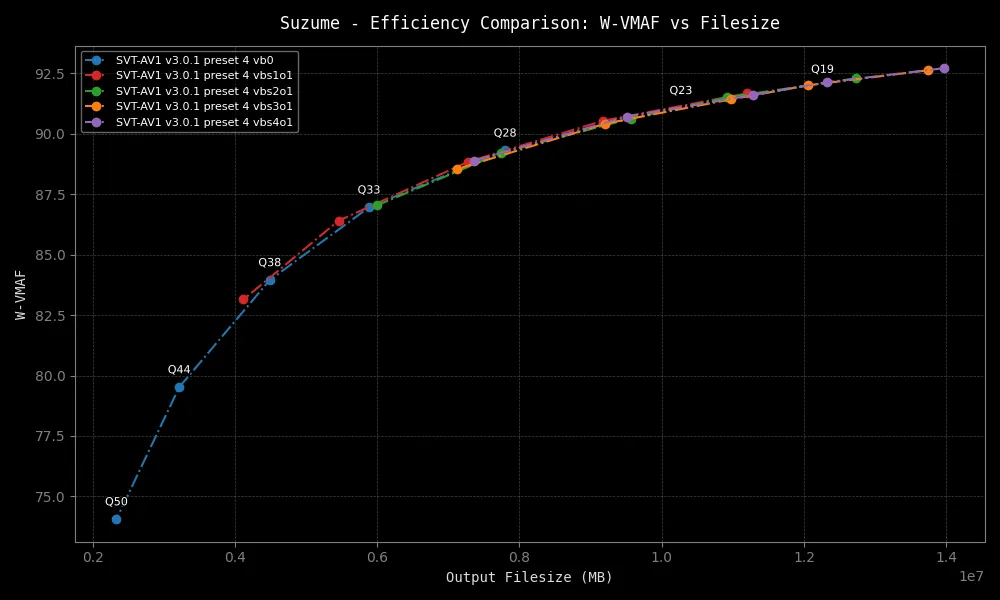 Suzume - Efficiency Comparison: W-VMAF vs Filesize
SVT-AV1 v3.0.1 preset 4 vb0
SVT-AV1 v3.0.1 preset 4 vbs1o1
SVT-AV1 v3.0.1 preset 4 vbs2o1
SVT-AV1 v3.0.1 preset 4 vbs3o1
SVT-AV1 v3.0.1 preset 4 vbs4o1
Q19
Q23
Q28
Q33
Q38
Q44
Q50
92.5
90.0
87.5
85.0
82.5
80.0
77.5
75.0
W-VMAF
0.2 0.4 0.6 0.8 1.0 1.2 1.4
1e7
Output Filesize (MB)